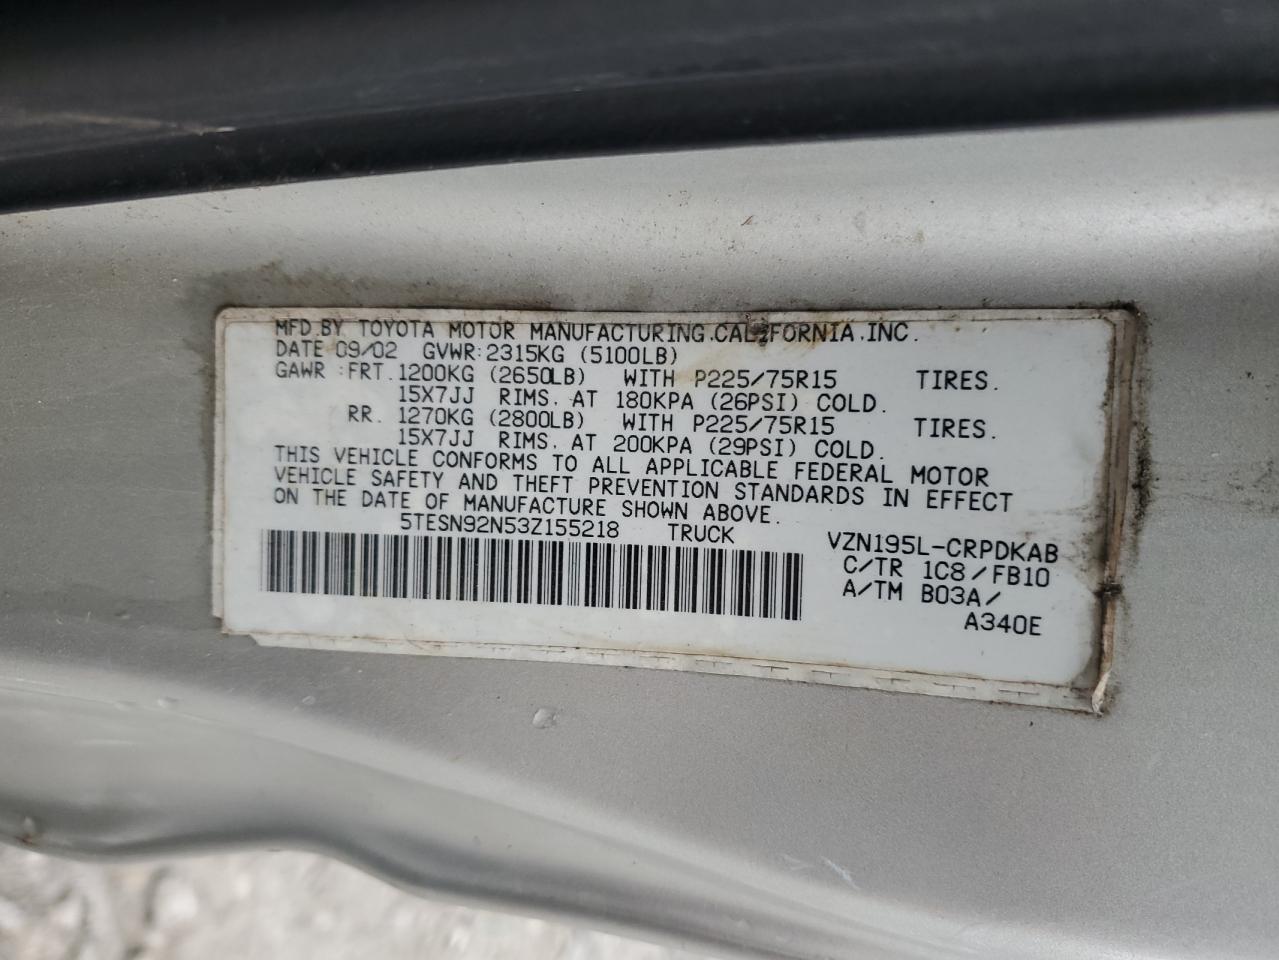 MFD.BY TOYOTA MOTOR MANUFACTURING.CALIFORNIA.INC.
DATE 09/02 GVWR:2315KG (5100LB)
GAWR :FRT. 1200KG (2650LB) WITH P225/75R15 TIRES.
15X7JJ RIMS. AT 180KPA (26PSI) COLD.
RR. 1270KG (2800LB) WITH P225/75R15 TIRES.
15X7JJ RIMS. AT 200KPA (29PSI) COLD.
THIS VEHICLE CONFORMS TO ALL APPLICABLE FEDERAL MOTOR
VEHICLE SAFETY AND THEFT PREVENTION STANDARDS IN EFFECT
ON THE DATE OF MANUFACTURE SHOWN ABOVE.
5TESN92N53Z155218 TRUCK
VZN195L-CRPDKAB
C/TR 1C8/FB10
A/TM B03A/
A340E